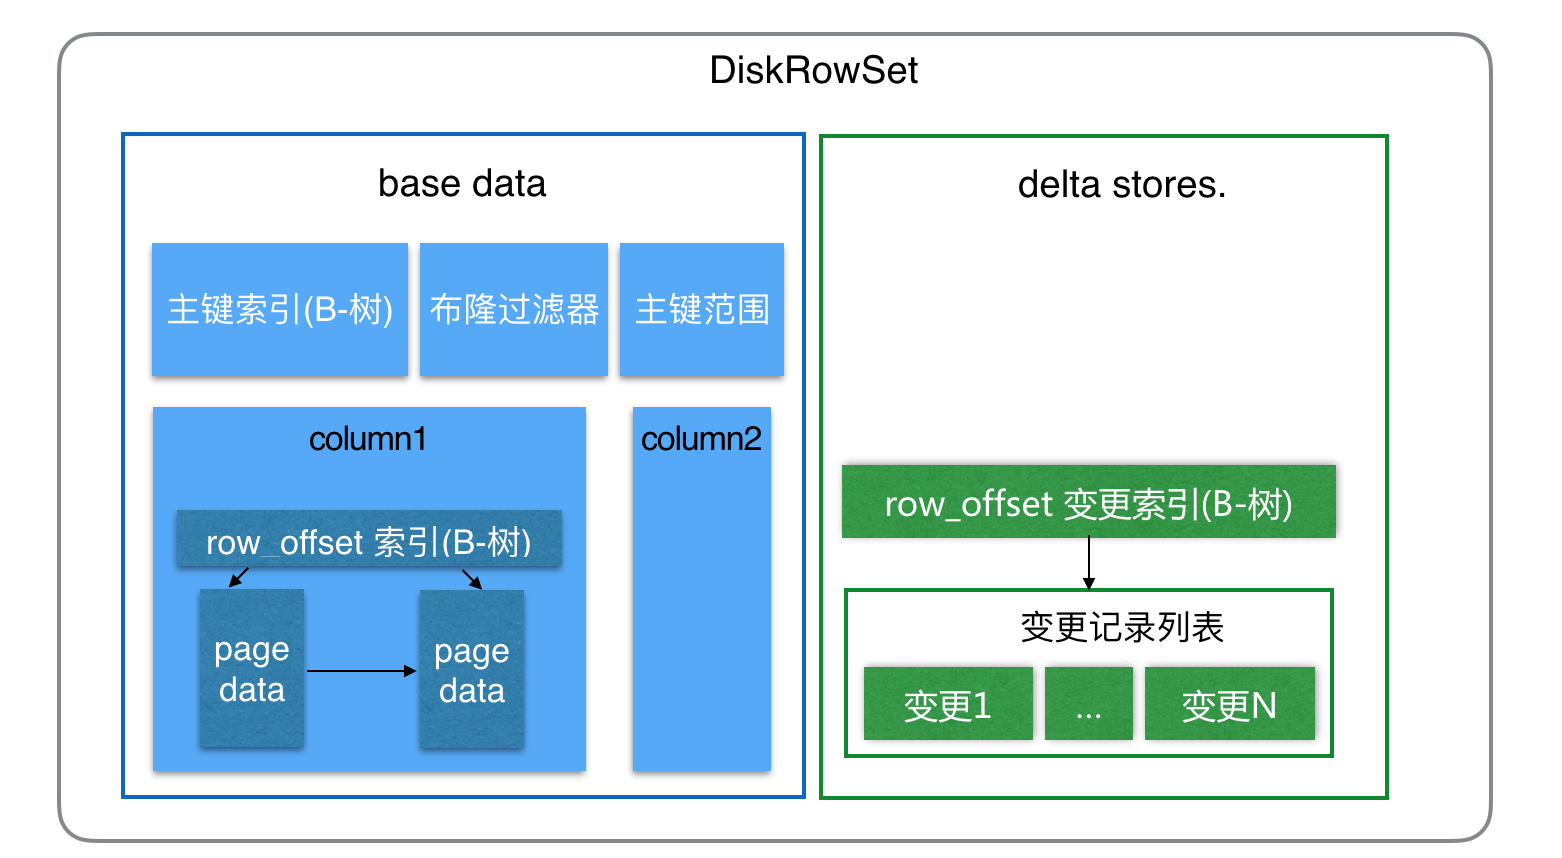 DiskRowSet
base data
主键索引(B-树)
布隆过滤器
主键范围
column1
row_offset 索引(B-树)
page
data
page
data
column2
delta stores.
row_offset 变更索引(B-树)
变更记录列表
变更1
...
变更N